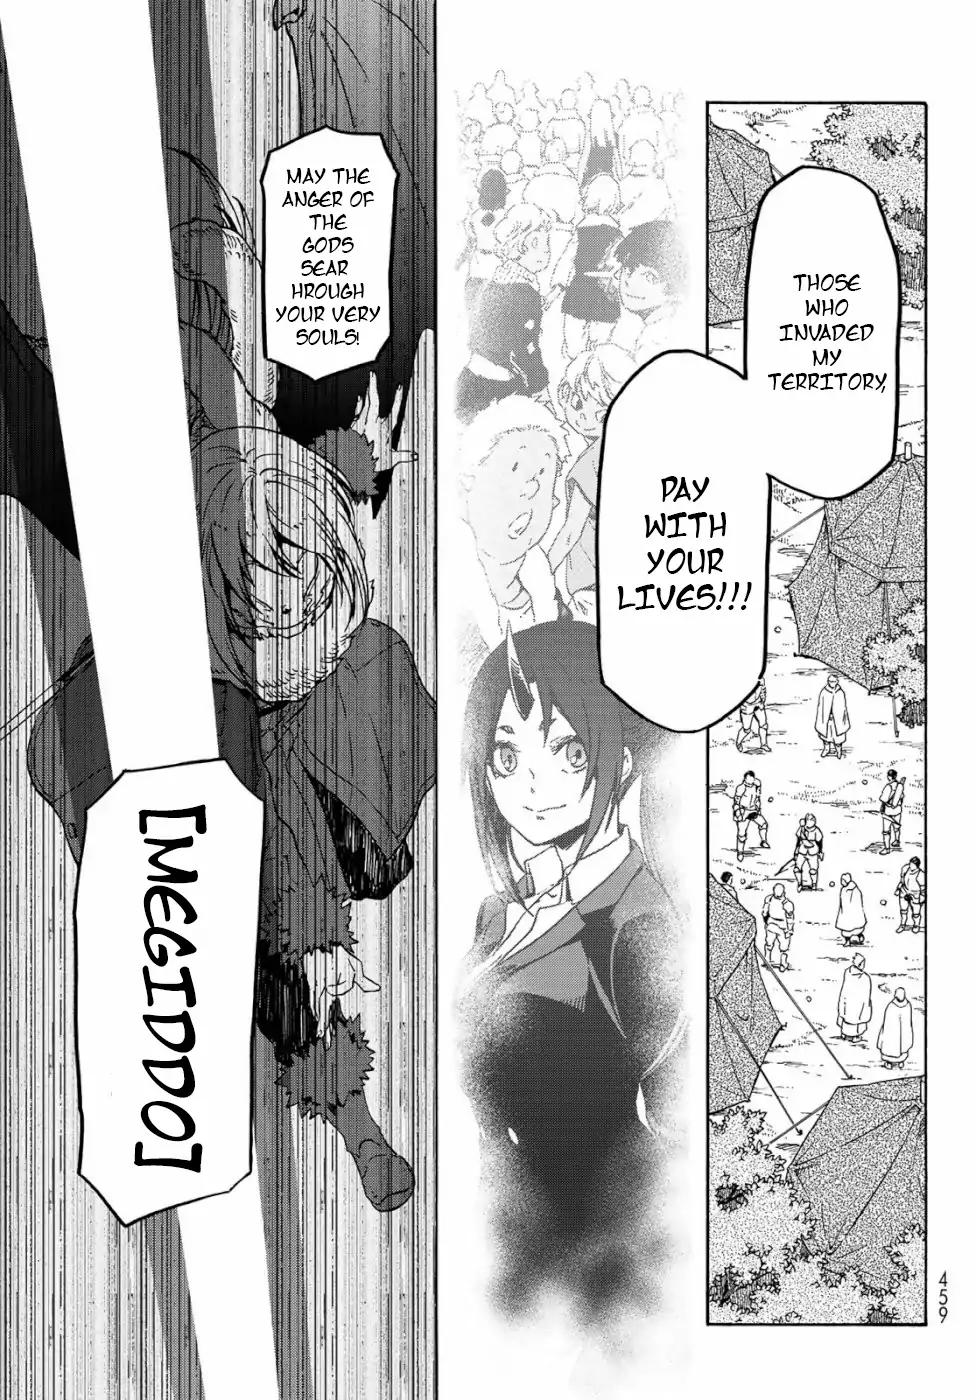 THOSE
WHO
INVADED
MY
TERRITORY,
PAY
WITH
YOUR
LIVES!!!
MAY THE
ANGER OF
THE
GODS
SEAR
HROUGH
YOUR VERY
SOULS!
[MEGIDDO]
459